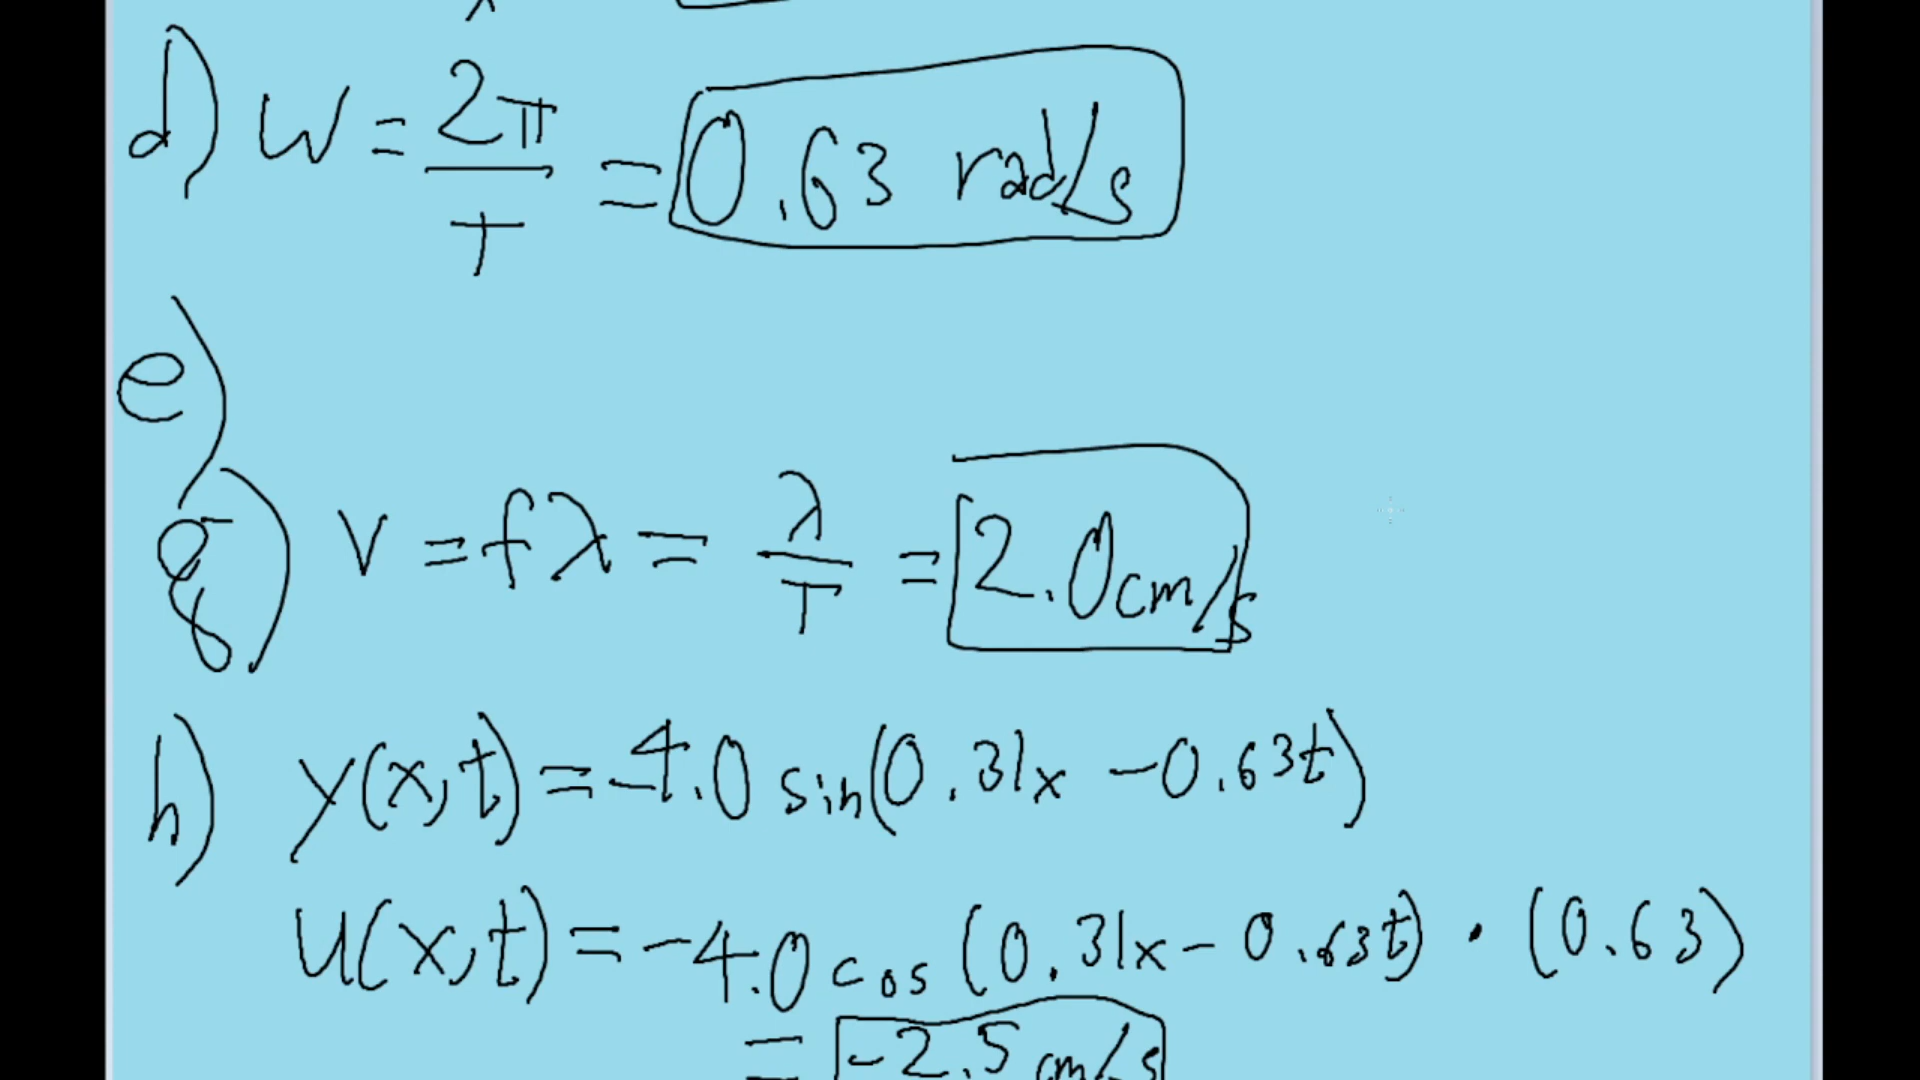 d) w = 2π/T = 0.63 rad/s
e)
g) v = fλ = λ/T = 2.0 cm/s
h) y(x,t) = 4.0 sin(0.31x - 0.63t)
u(x,t) = -4.0 cos (0.31x - 0.63t) · (0.63)
= -2.5 cm/s